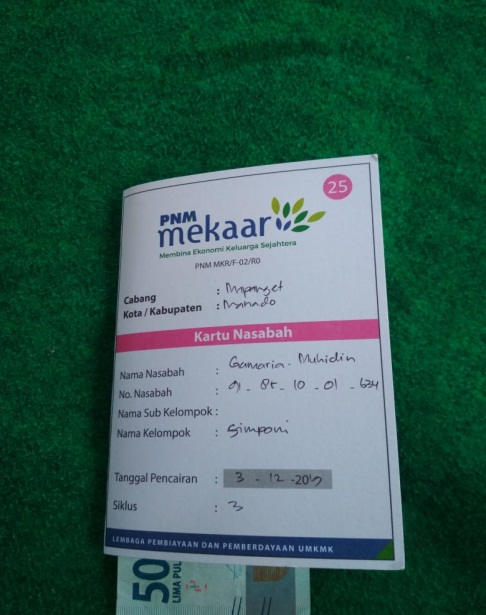 25
PNM
mekaar
Membina Ekonomi Keluarga Sejahtera
PNM MKR/F-02/R0
Cabang : Mapanget
Kota / Kabupaten : Manado
Kartu Nasabah
Nama Nasabah : Gamaria. Muhidin
No. Nasabah : 01 - 85 - 10 - 01 - 634
Nama Sub Kelompok :
Nama Kelompok : Simponi
Tanggal Pencairan : 3 - 12 -
Siklus : 3
LEMBAGA PEMBIAYAAN DAN PEMBERDAYAAN UMKMK
50
LIMA PUL